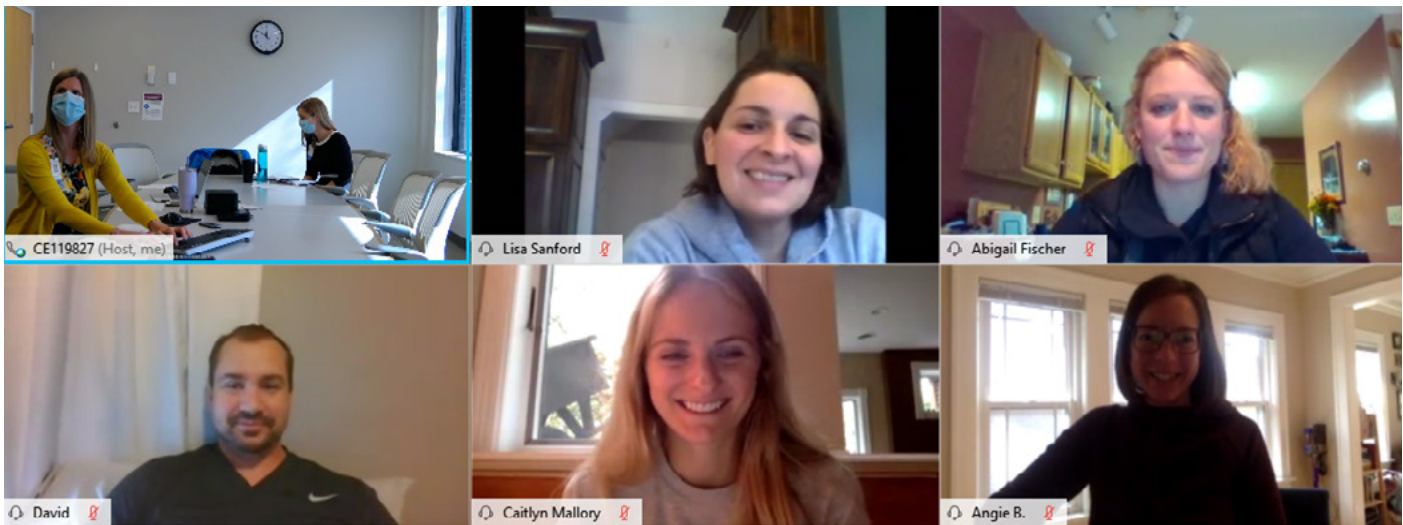 CE119827 (Host, me)
Lisa Sanford
Abigail Fischer
David
Caitlyn Mallory
Angie B.